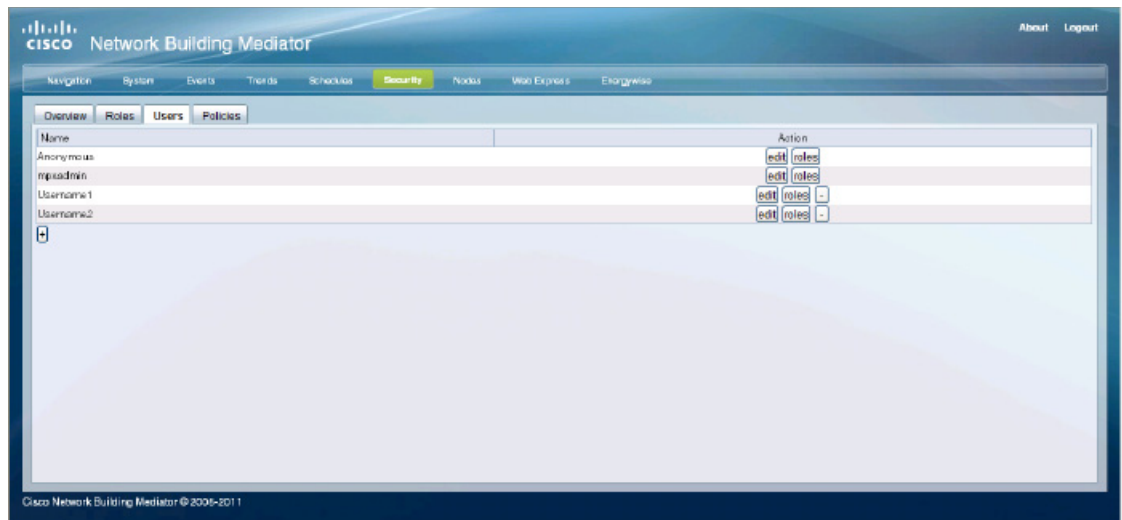 CISCO Network Building Mediator
About Logout
Navigation System Events Trends Schedules Security Nodes Web Express Energywise
Overview Roles Users Policies
Name Action
Anonymous edit roles
mpxadmin edit roles
Username1 edit roles -
Username2 edit roles -
+
Cisco Network Building Mediator © 2005-2011